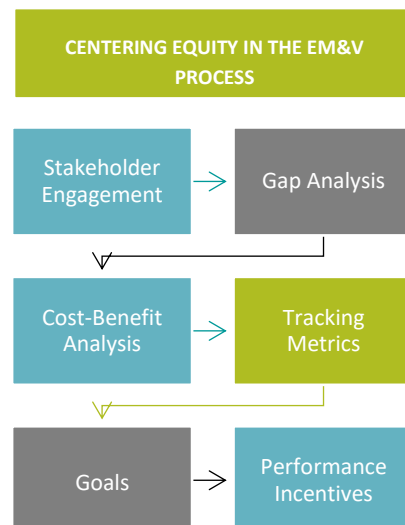 CENTERING EQUITY IN THE EM&V
PROCESS
Stakeholder
Engagement
Gap Analysis
Cost-Benefit
Analysis
Tracking
Metrics
Goals
Performance
Incentives